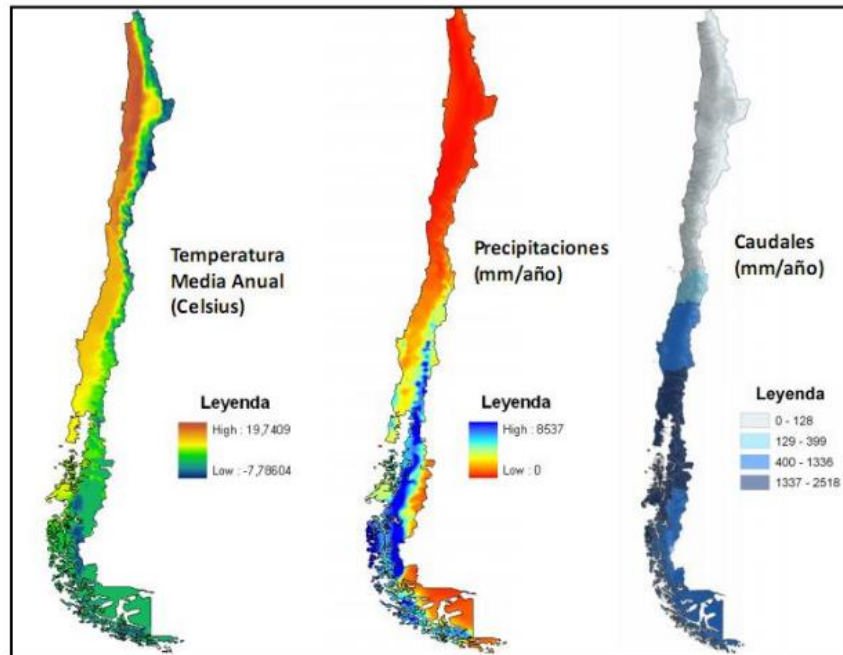 Temperatura
Media Anual
(Celsius)
Leyenda
High : 19,7409
Low : -7,78604
Precipitaciones
(mm/año)
Leyenda
High : 8537
Low : 0
Caudales
(mm/año)
Leyenda
0 - 128
129 - 399
400 - 1336
1337 - 2518